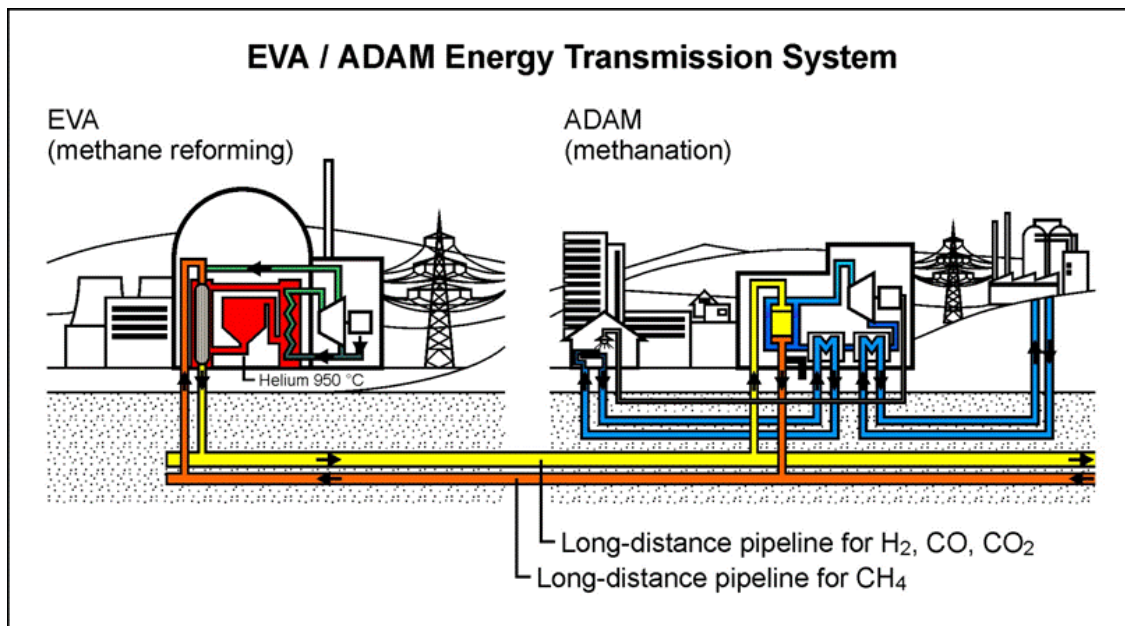 EVA / ADAM Energy Transmission System
EVA
(methane reforming)
ADAM
(methanation)
Helium 950 °C
Long-distance pipeline for H₂, CO, CO₂
Long-distance pipeline for CH₄